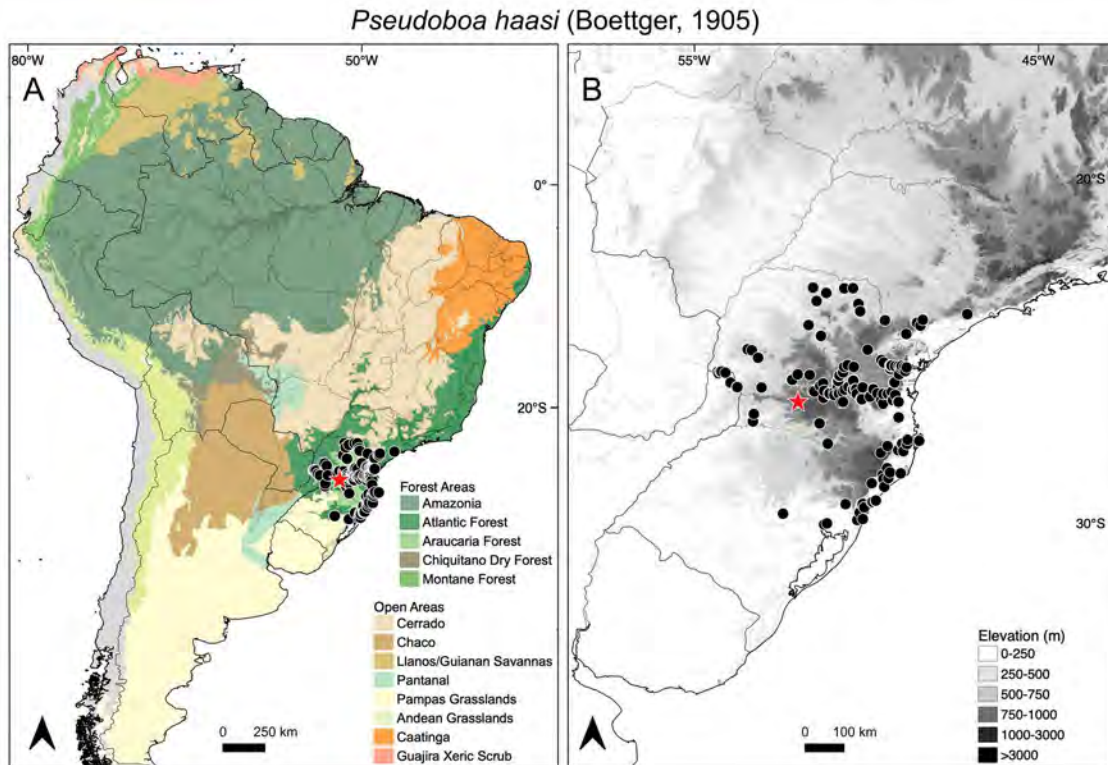 Pseudoboa haasi (Boettger, 1905)
80°W
50°W
A
0°
20°S
Forest Areas
Amazonia
Atlantic Forest
Araucaria Forest
Chiquitano Dry Forest
Montane Forest
Open Areas
Cerrado
Chaco
Llanos/Guianan Savannas
Pantanal
Pampas Grasslands
Andean Grasslands
Caatinga
Guajira Xeric Scrub
0 250 km
55°W
45°W
B
20°S
30°S
Elevation (m)
0-250
250-500
500-750
750-1000
1000-3000
>3000
0 100 km